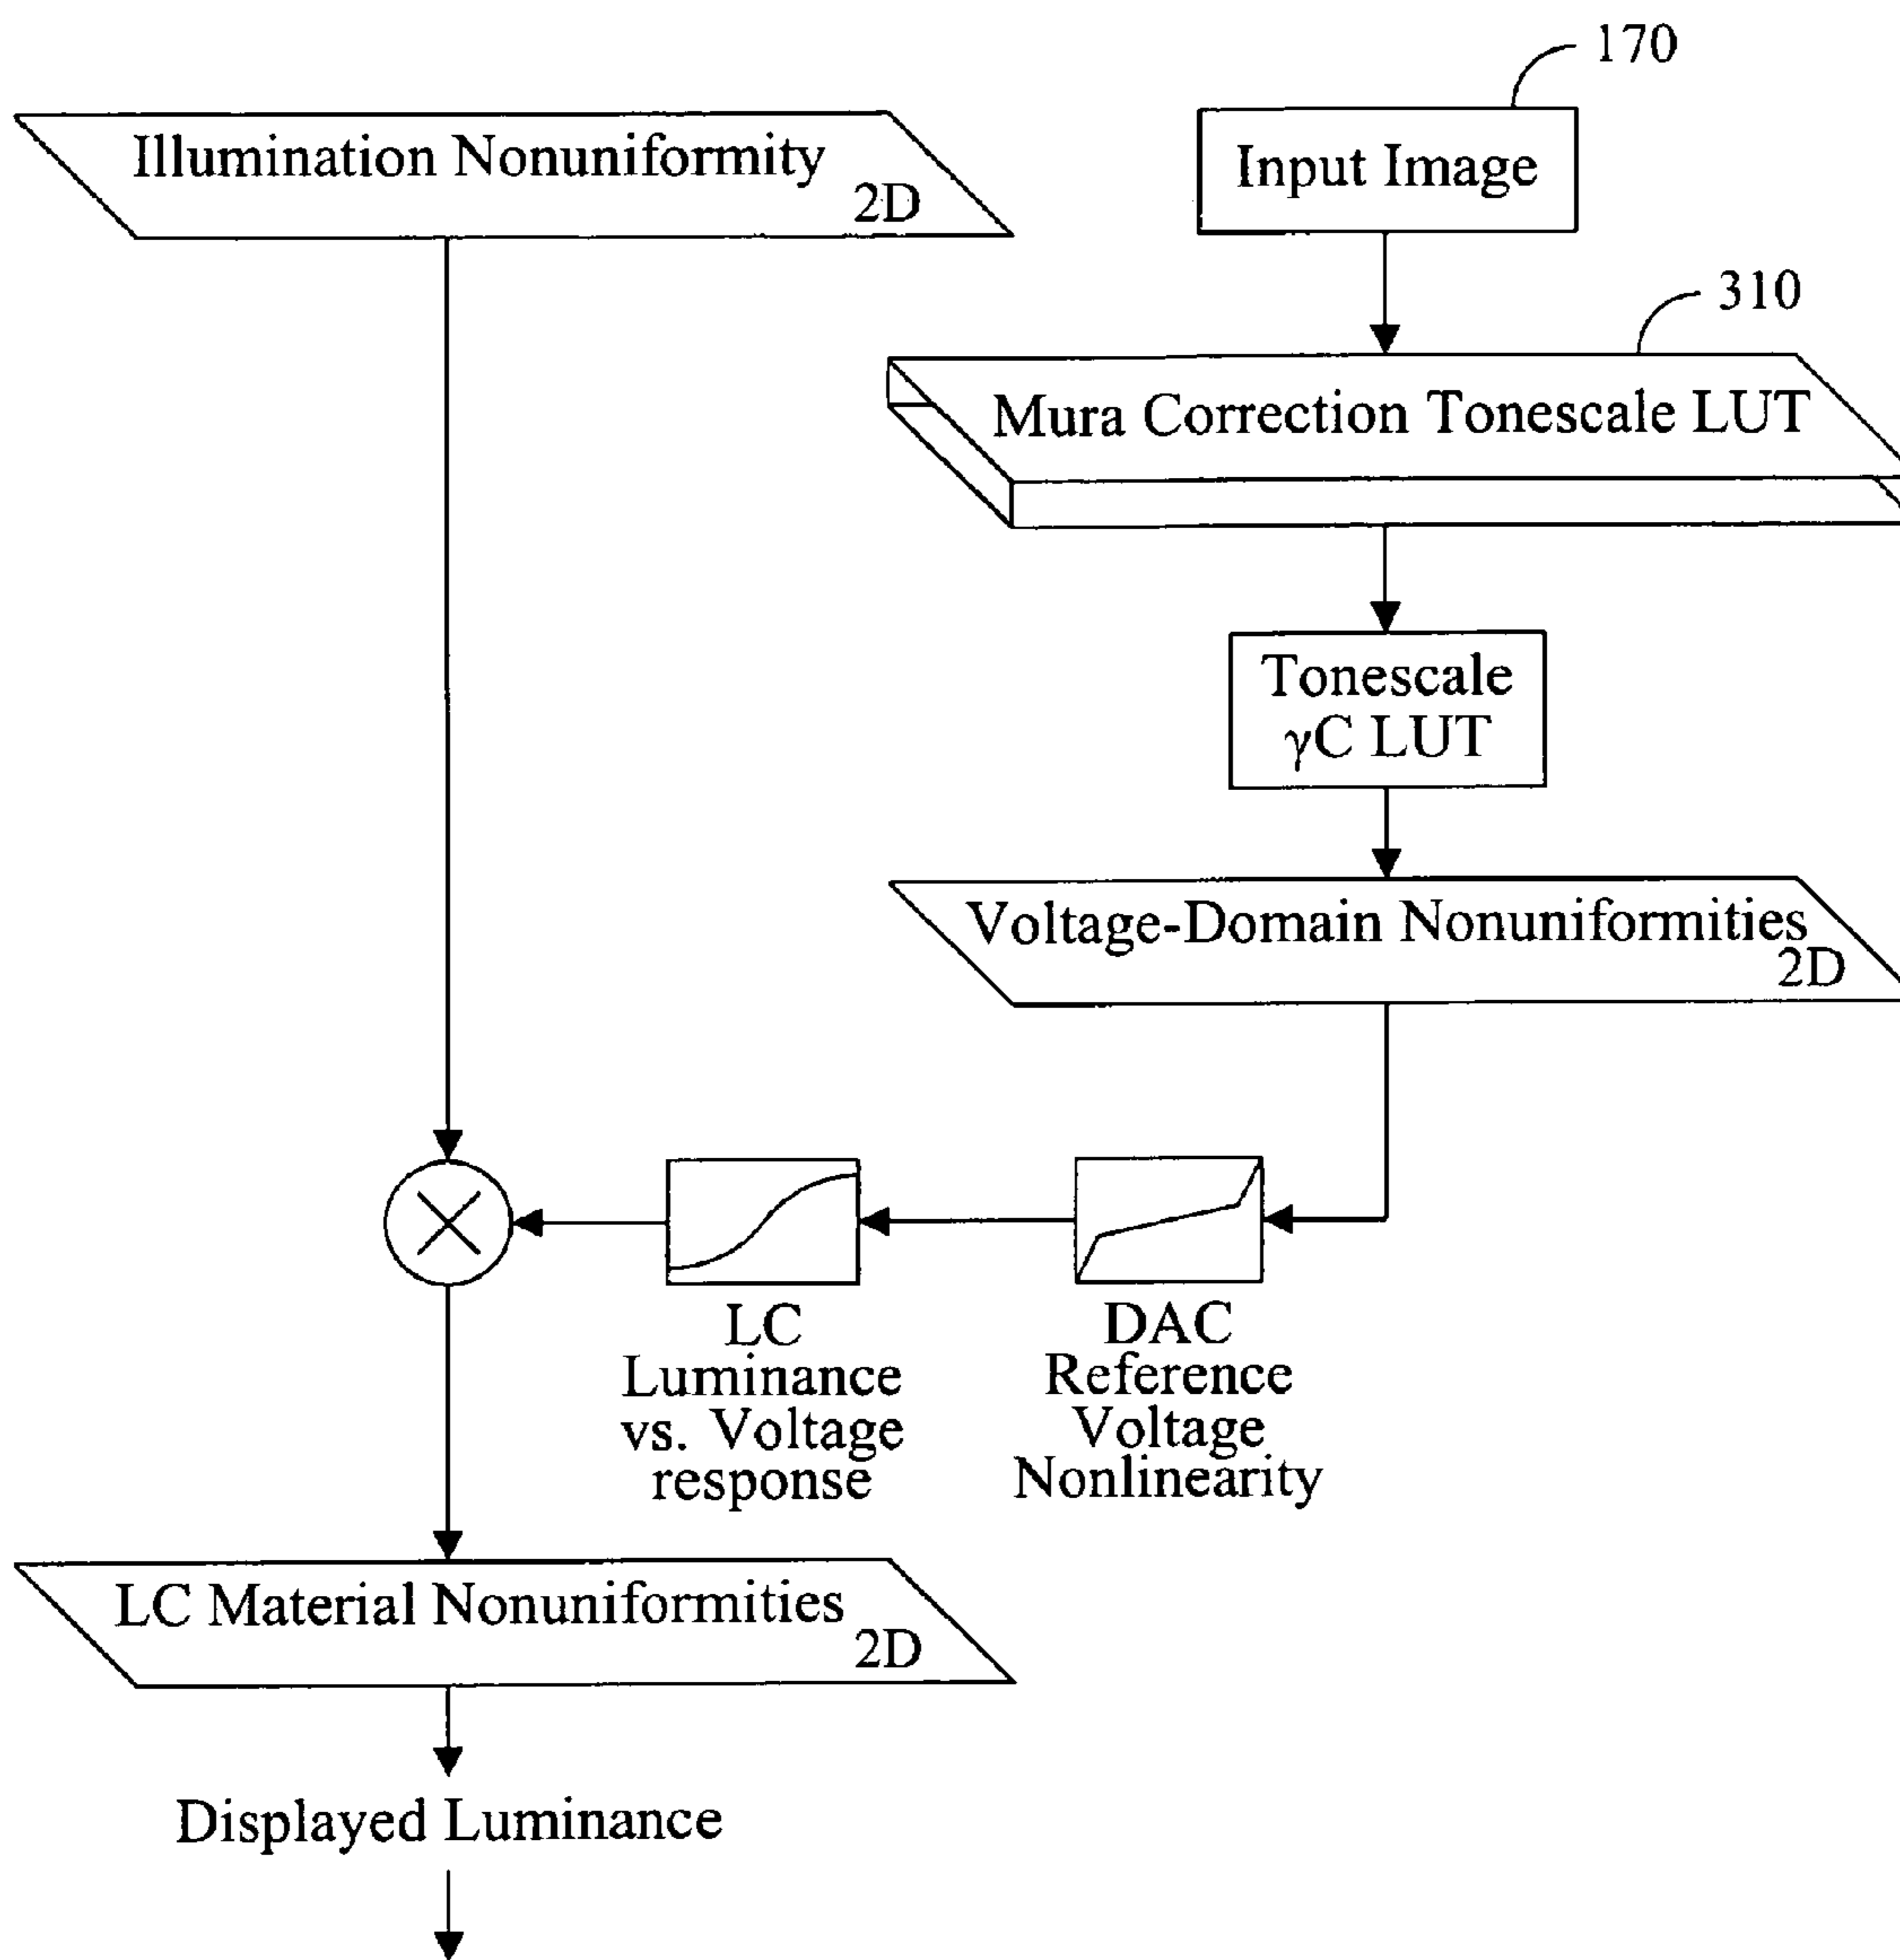 170
Illumination Nonuniformity
2D
Input Image
310
Mura Correction Tonescale LUT
Tonescale
γC LUT
Voltage-Domain Nonuniformities
2D
LC
Luminance
vs. Voltage
response
DAC
Reference
Voltage
Nonlinearity
LC Material Nonuniformities
2D
Displayed Luminance